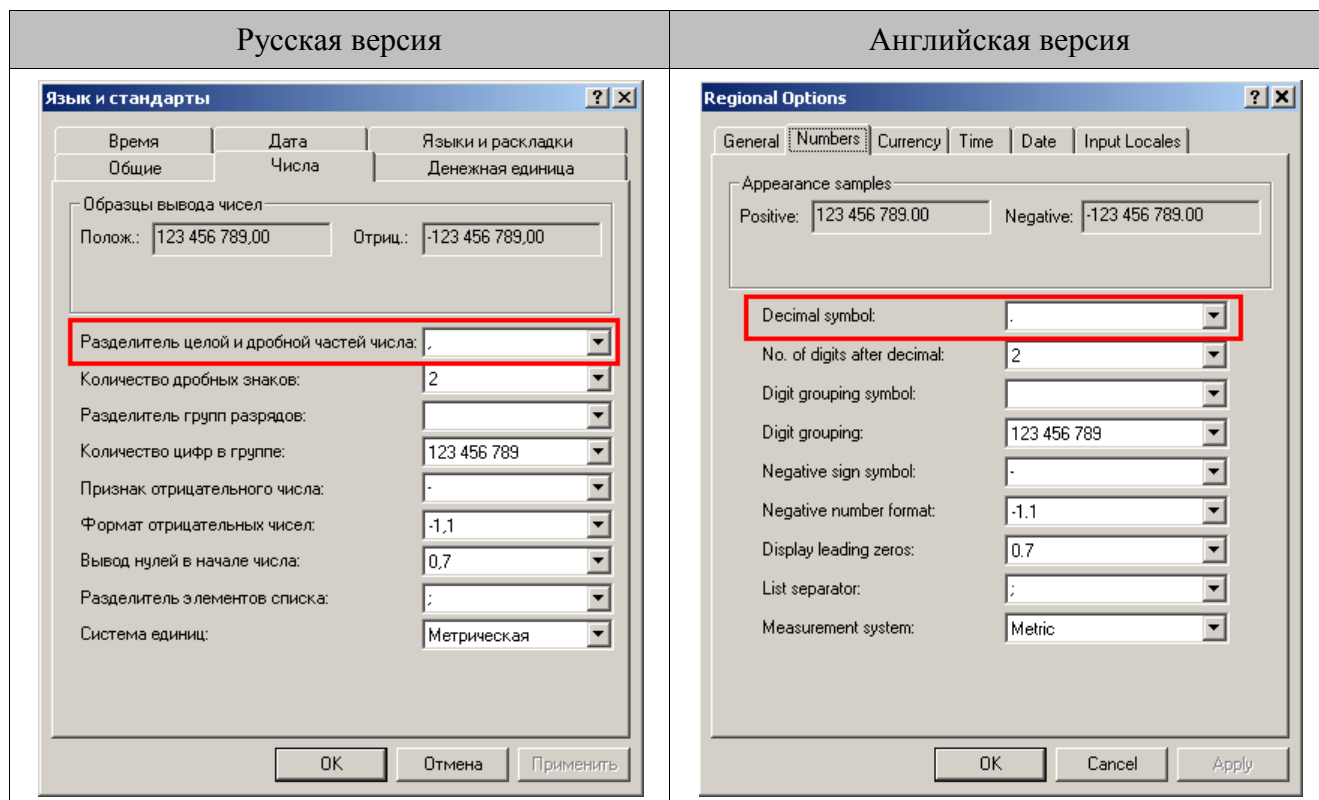 Русская версия
Английская версия
Язык и стандарты
Время Дата Языки и раскладки
Общие Числа Денежная единица
Образцы вывода чисел
Полож.: 123 456 789,00 Отриц.: -123 456 789,00
Разделитель целой и дробной частей числа: ,
Количество дробных знаков: 2
Разделитель групп разрядов:
Количество цифр в группе: 123 456 789
Признак отрицательного числа: -
Формат отрицательных чисел: -1,1
Вывод нулей в начале числа: 0,7
Разделитель элементов списка: ;
Система единиц: Метрическая
OK Отмена Применить
Regional Options
General Numbers Currency Time Date Input Locales
Appearance samples
Positive: 123 456 789.00 Negative: -123 456 789.00
Decimal symbol: .
No. of digits after decimal: 2
Digit grouping symbol:
Digit grouping: 123 456 789
Negative sign symbol: -
Negative number format: -1.1
Display leading zeros: 0.7
List separator: ;
Measurement system: Metric
OK Cancel Apply